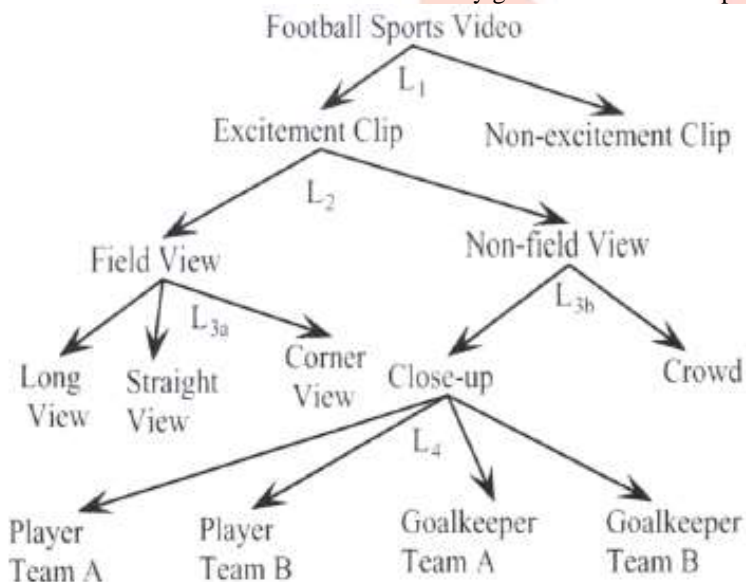 Football Sports Video
L1
Excitement Clip
Non-excitement Clip
L2
Field View
Non-field View
L3a
L3b
Long
View
Straight
View
Corner
View
Close-up
Crowd
L4
Player
Team A
Player
Team B
Goalkeeper
Team A
Goalkeeper
Team B